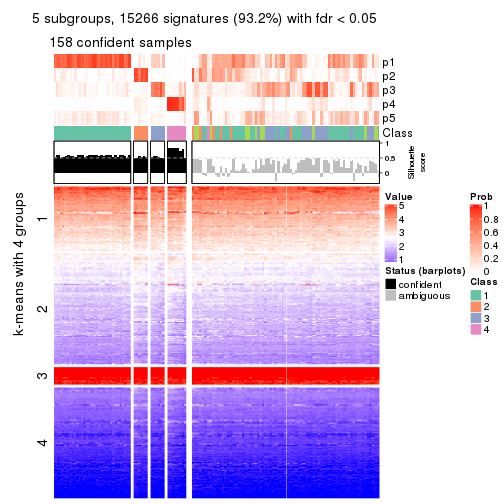 5 subgroups, 15266 signatures (93.2%) with fdr < 0.05
158 confident samples
p1
p2
p3
p4
p5
Class
1
0.5
0
Silhouette
score
k-means with 4 groups
1
2
3
4
Value
5
4
3
2
1
Status (barplots)
confident
ambiguous
Prob
1
0.8
0.6
0.4
0.2
0
Class
1
2
3
4